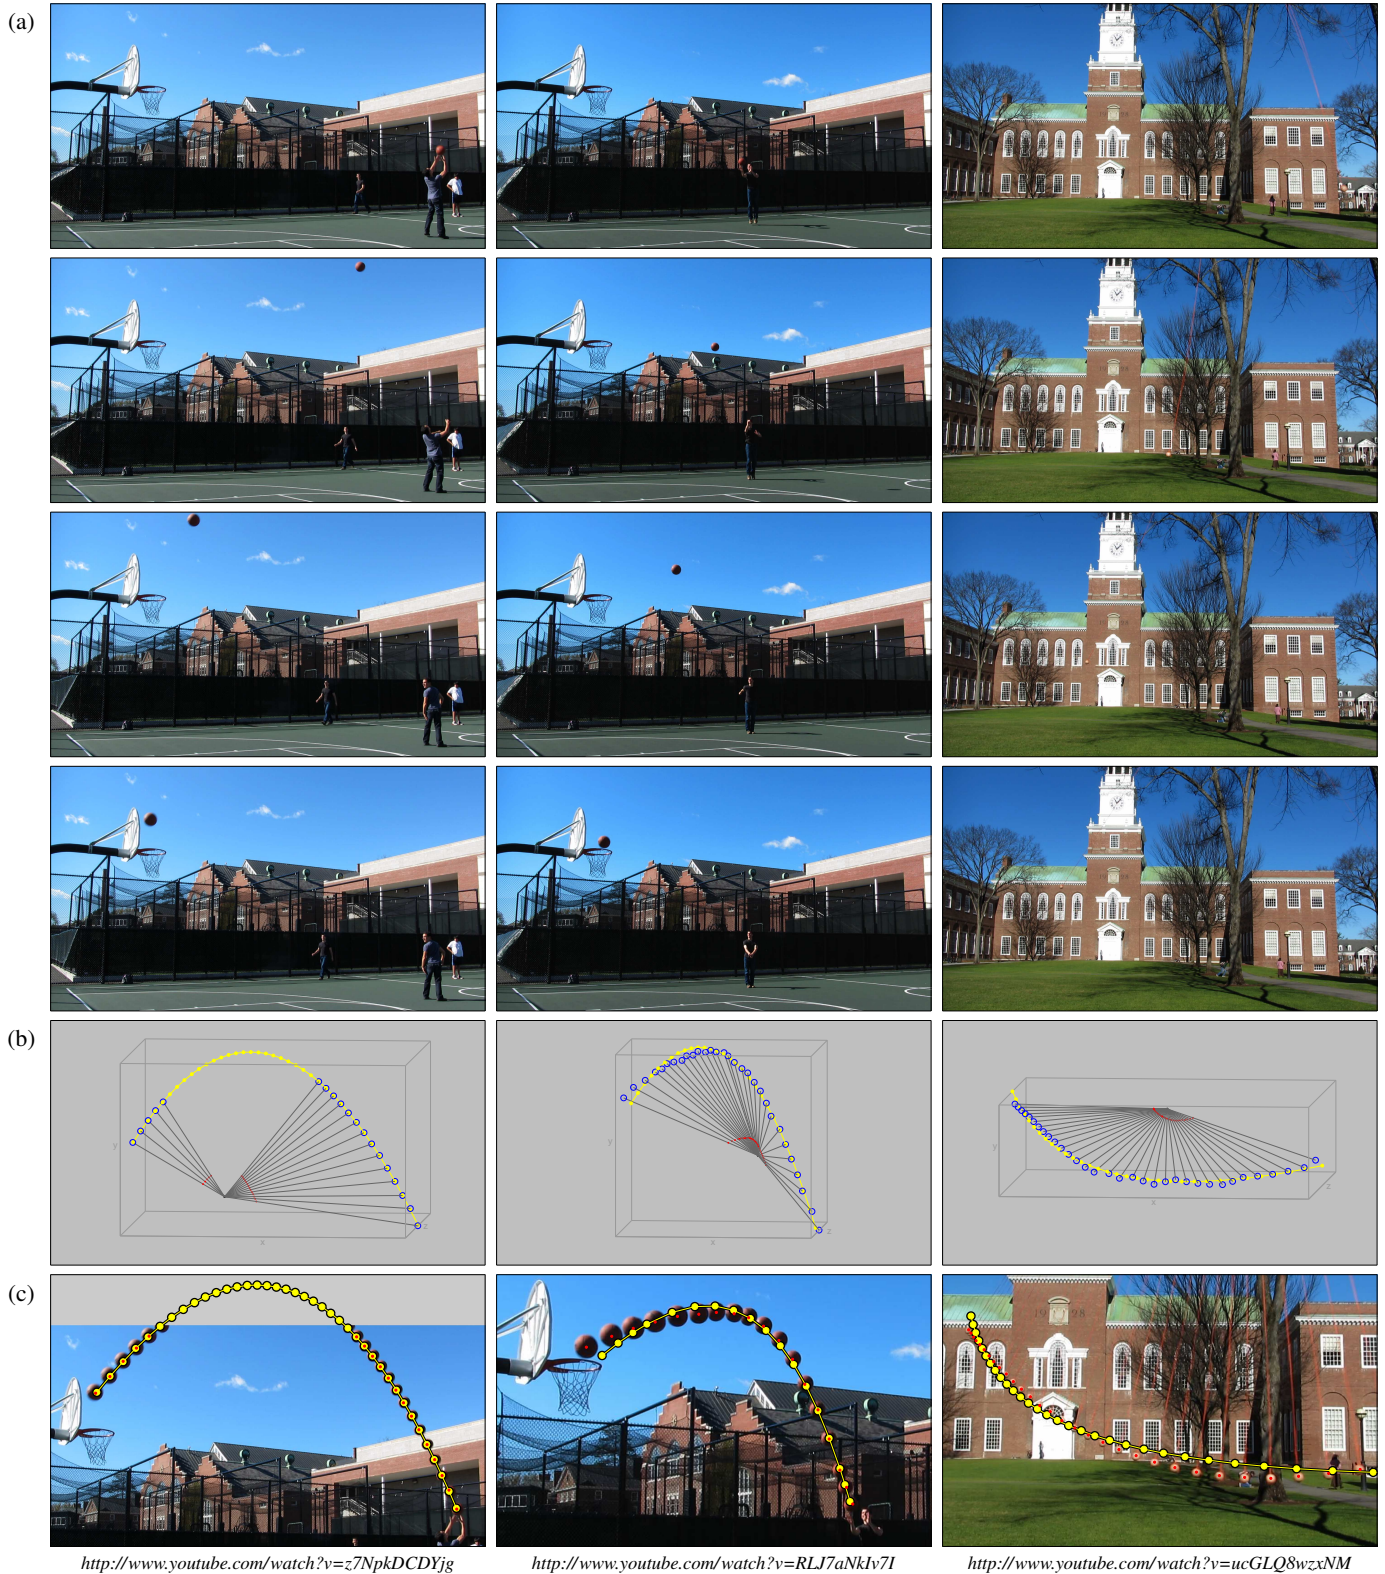 (a)
(b)
y
x
z
y
x
z
y
x
z
(c)
http://www.youtube.com/watch?v=z7NpkDCDYjg
http://www.youtube.com/watch?v=RLJ7aNkIv7I
http://www.youtube.com/watch?v=ucGLQ8wzxNM